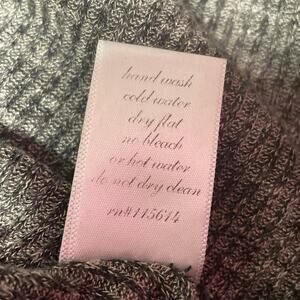 hand wash
cold water
dry flat
no bleach
or hot water
do not dry clean
rn#115614